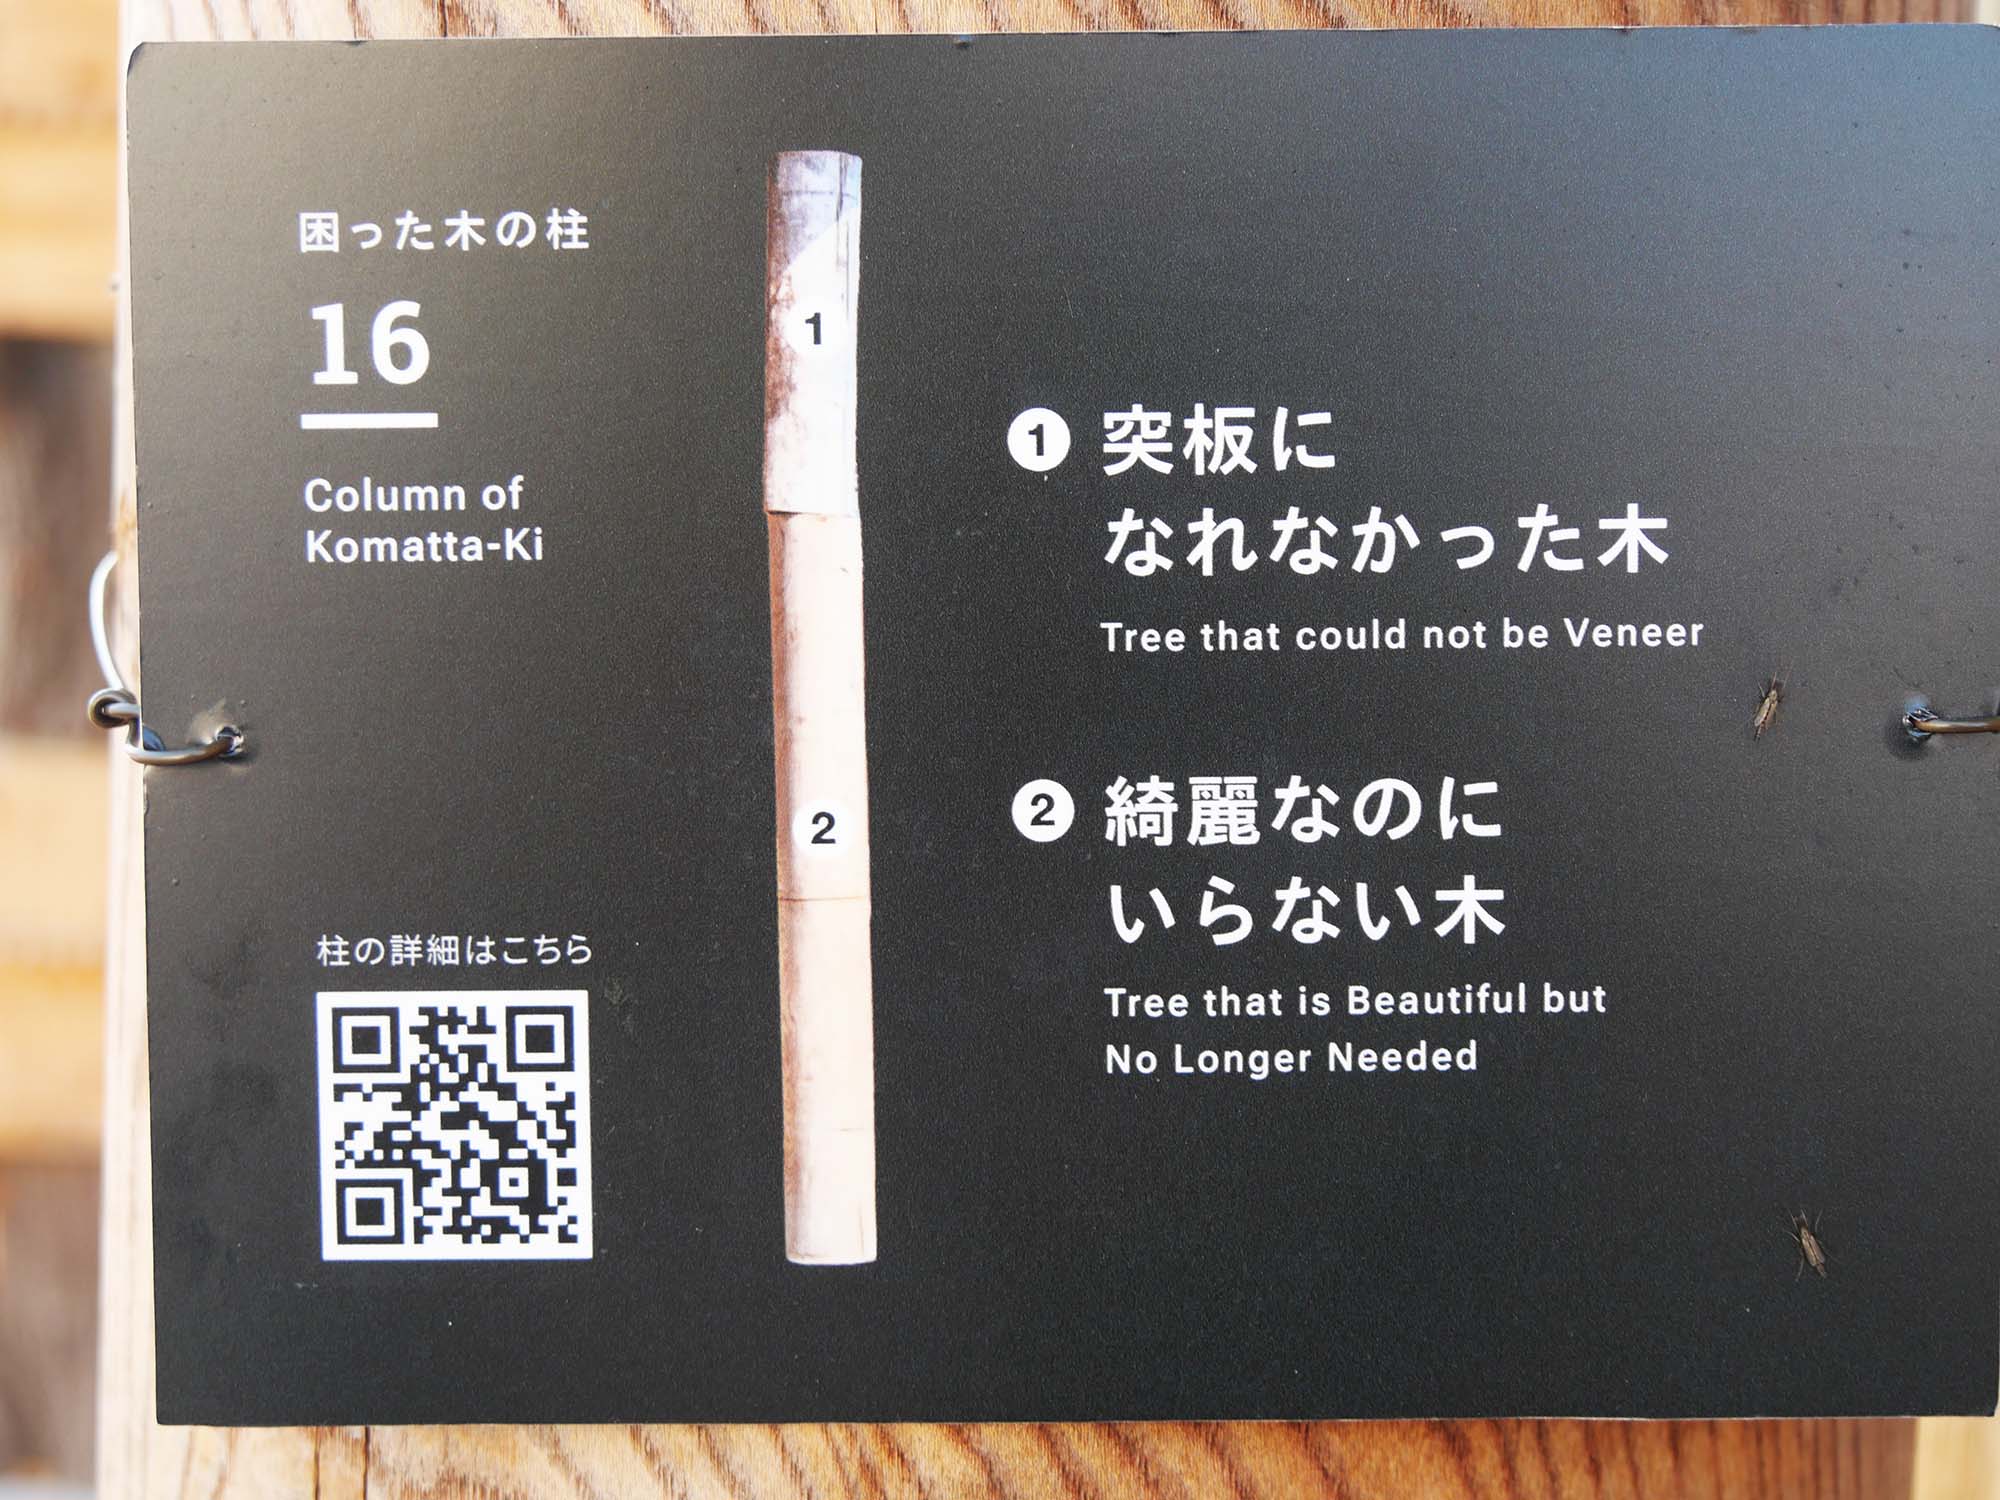 困った木の柱
16
Column of
Komatta-Ki
柱の詳細はこちら
1
2
1 突板に
なれなかった木
Tree that could not be Veneer
2 綺麗なのに
いらない木
Tree that is Beautiful but
No Longer Needed